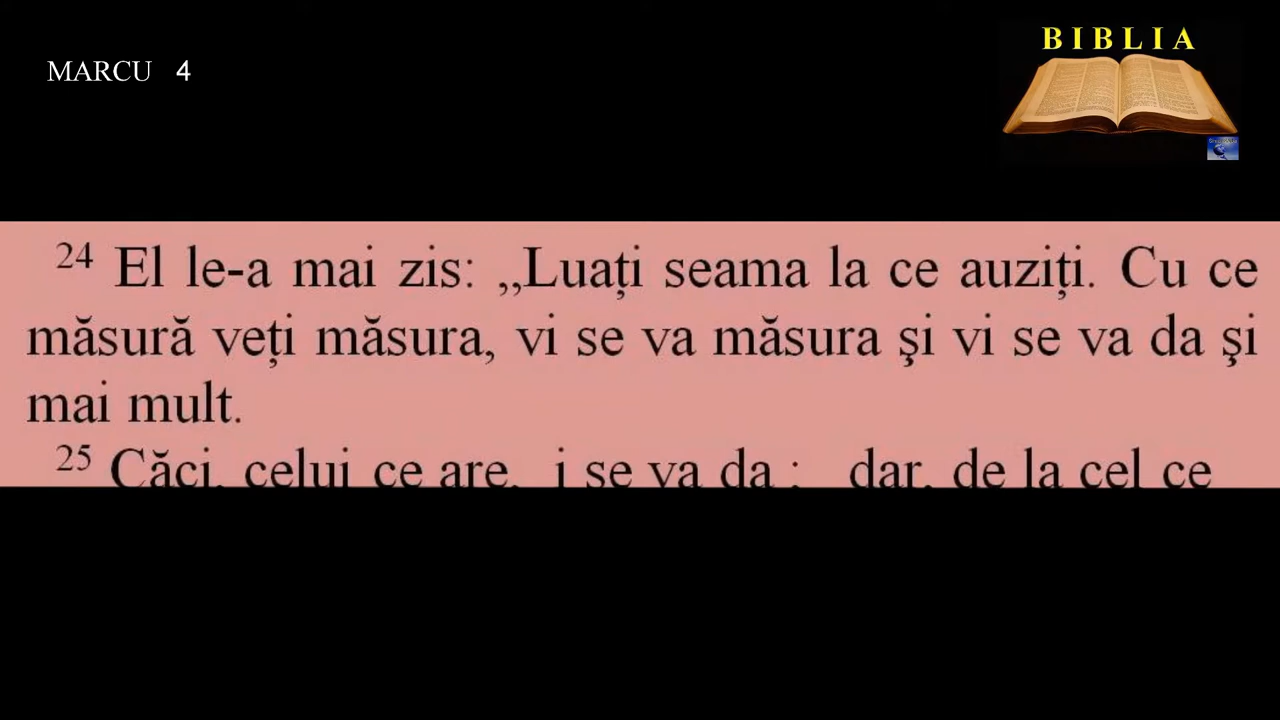 BIBLIA
MARCU 4
24 El le-a mai zis: ,,Luați seama la ce auziți. Cu ce
măsură veți măsura, vi se va măsura şi vi se va da şi
mai mult.
25 Căci, celui ce are, i se va da ; dar, de la cel ce